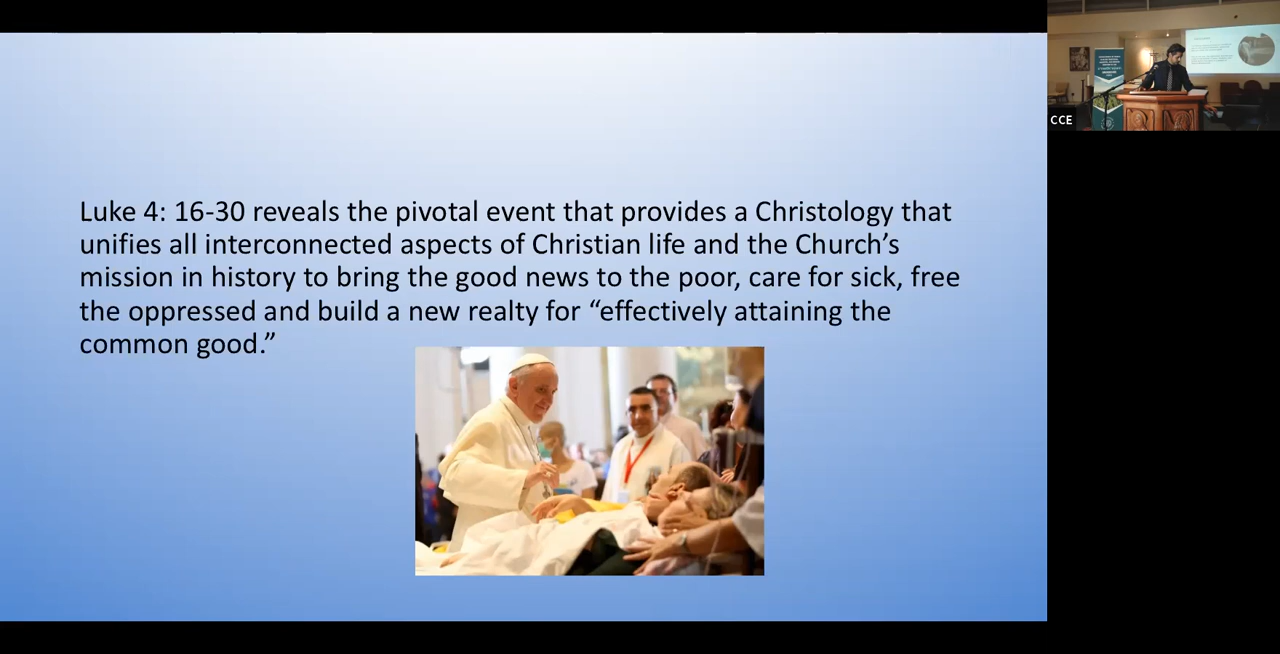 Luke 4: 16-30 reveals the pivotal event that provides a Christology that
unifies all interconnected aspects of Christian life and the Church’s
mission in history to bring the good news to the poor, care for sick, free
the oppressed and build a new realty for “effectively attaining the
common good.”
CCE